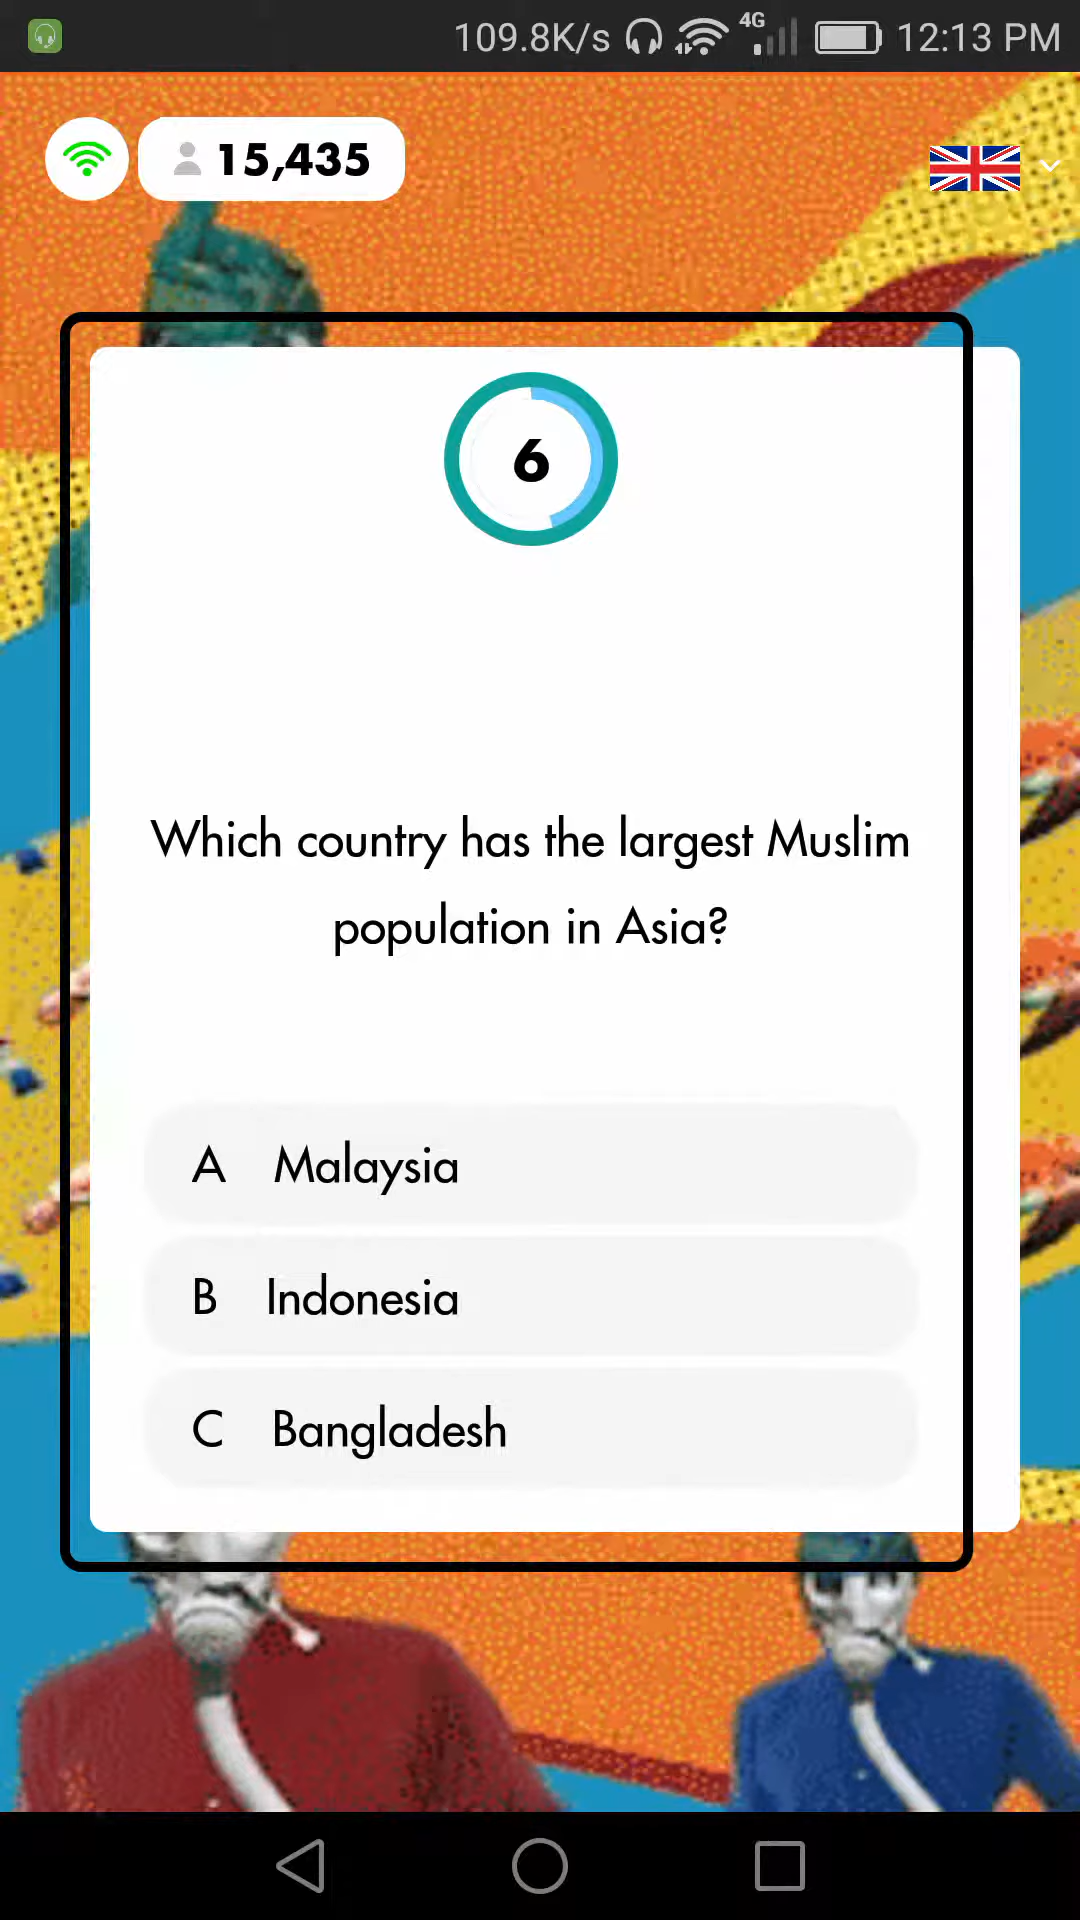 109.8K/s 4G 12:13 PM
15,435
6
Which country has the largest Muslim
population in Asia?
A Malaysia
B Indonesia
C Bangladesh